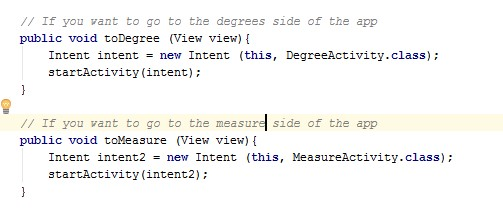 // If you want to go to the degrees side of the app
public void toDegree (View view){
Intent intent = new Intent (this, DegreeActivity.class);
startActivity(intent);
}
// If you want to go to the measure side of the app
public void toMeasure (View view){
Intent intent2 = new Intent (this, MeasureActivity.class);
startActivity(intent2);
}